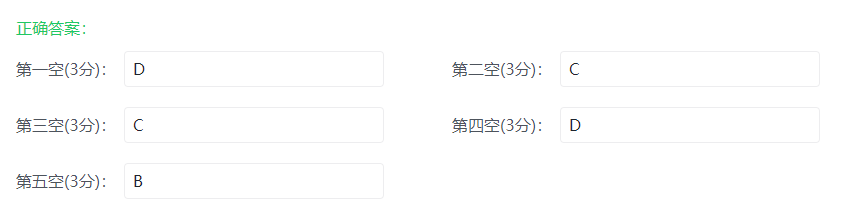 正确答案：
第一空(3分)： D 第二空(3分)： C
第三空(3分)： C 第四空(3分)： D
第五空(3分)： B